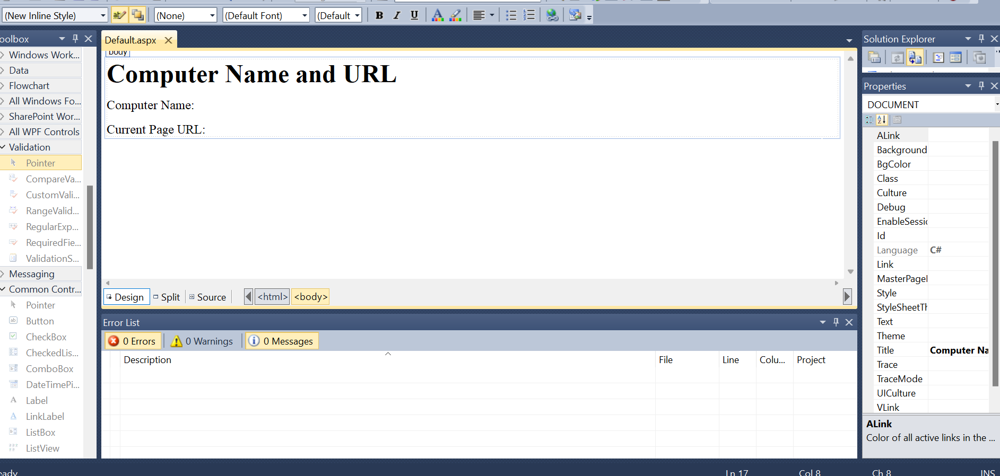 (New Inline Style)
(None)
(Default Font)
(Default
B I U
oolbox
Windows Work...
Data
Flowchart
All Windows Fo...
SharePoint Wor...
All WPF Controls
Validation
Pointer
CompareVa...
CustomVali...
RangeValid...
RegularExp...
RequiredFie...
ValidationS...
Messaging
Common Contr...
Pointer
Button
CheckBox
CheckedLis...
ComboBox
DateTimePi...
Label
LinkLabel
ListBox
ListView
Default.aspx
body
Computer Name and URL
Computer Name:
Current Page URL:
Design
Split
Source
<html>
<body>
Error List
0 Errors
0 Warnings
0 Messages
Description
File
Line
Colu...
Project
Solution Explorer
Properties
DOCUMENT
ALink
Background
BgColor
Class
Culture
Debug
EnableSessi
Id
Language C#
Link
MasterPage
Style
StyleSheetTh
Text
Theme
Title Computer Na
Trace
TraceMode
UICulture
VLink
ALink
Color of all active links in the ...
eady
Ln 17
Col 8
Ch 8
INS